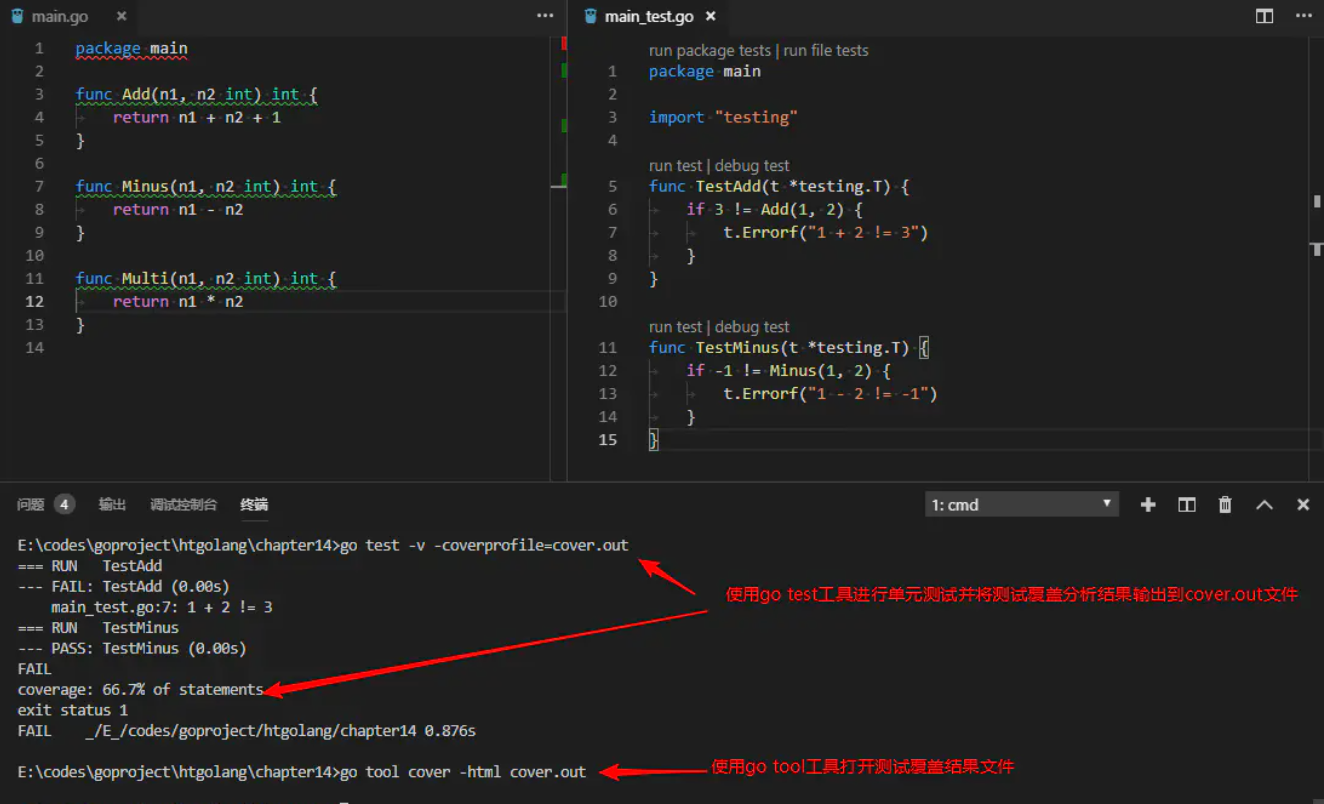 main.go
1 package main
2
3 func Add(n1, n2 int) int {
4 return n1 + n2 + 1
5 }
6
7 func Minus(n1, n2 int) int {
8 return n1 - n2
9 }
10
11 func Multi(n1, n2 int) int {
12 return n1 * n2
13 }
14
main_test.go
run package tests | run file tests
1 package main
2
3 import "testing"
4
run test | debug test
5 func TestAdd(t *testing.T) {
6 if 3 != Add(1, 2) {
7 t.Errorf("1 + 2 != 3")
8 }
9 }
10
run test | debug test
11 func TestMinus(t *testing.T) {
12 if -1 != Minus(1, 2) {
13 t.Errorf("1 - 2 != -1")
14 }
15 }
问题 4 输出 调试控制台 终端 1: cmd
E:\codes\goproject\htgolang\chapter14>go test -v -coverprofile=cover.out
=== RUN TestAdd
--- FAIL: TestAdd (0.00s)
main_test.go:7: 1 + 2 != 3
=== RUN TestMinus
--- PASS: TestMinus (0.00s)
FAIL
coverage: 66.7% of statements
exit status 1
FAIL _/E_/codes/goproject/htgolang/chapter14 0.876s
使用go test工具进行单元测试并将测试覆盖分析结果输出到cover.out文件
E:\codes\goproject\htgolang\chapter14>go tool cover -html cover.out
使用go tool工具打开测试覆盖结果文件